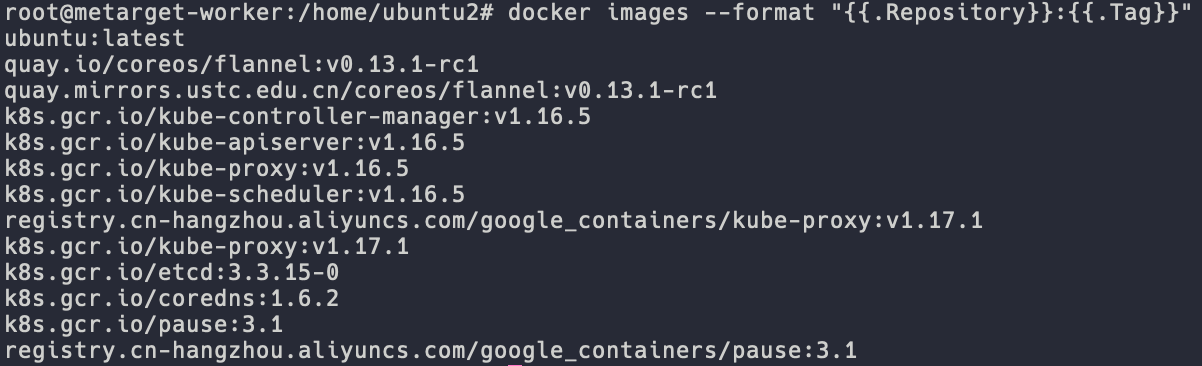 root@metarget-worker:/home/ubuntu2# docker images --format "{{.Repository}}:{{.Tag}}"
ubuntu:latest
quay.io/coreos/flannel:v0.13.1-rc1
quay.mirrors.ustc.edu.cn/coreos/flannel:v0.13.1-rc1
k8s.gcr.io/kube-controller-manager:v1.16.5
k8s.gcr.io/kube-apiserver:v1.16.5
k8s.gcr.io/kube-proxy:v1.16.5
k8s.gcr.io/kube-scheduler:v1.16.5
registry.cn-hangzhou.aliyuncs.com/google_containers/kube-proxy:v1.17.1
k8s.gcr.io/kube-proxy:v1.17.1
k8s.gcr.io/etcd:3.3.15-0
k8s.gcr.io/coredns:1.6.2
k8s.gcr.io/pause:3.1
registry.cn-hangzhou.aliyuncs.com/google_containers/pause:3.1